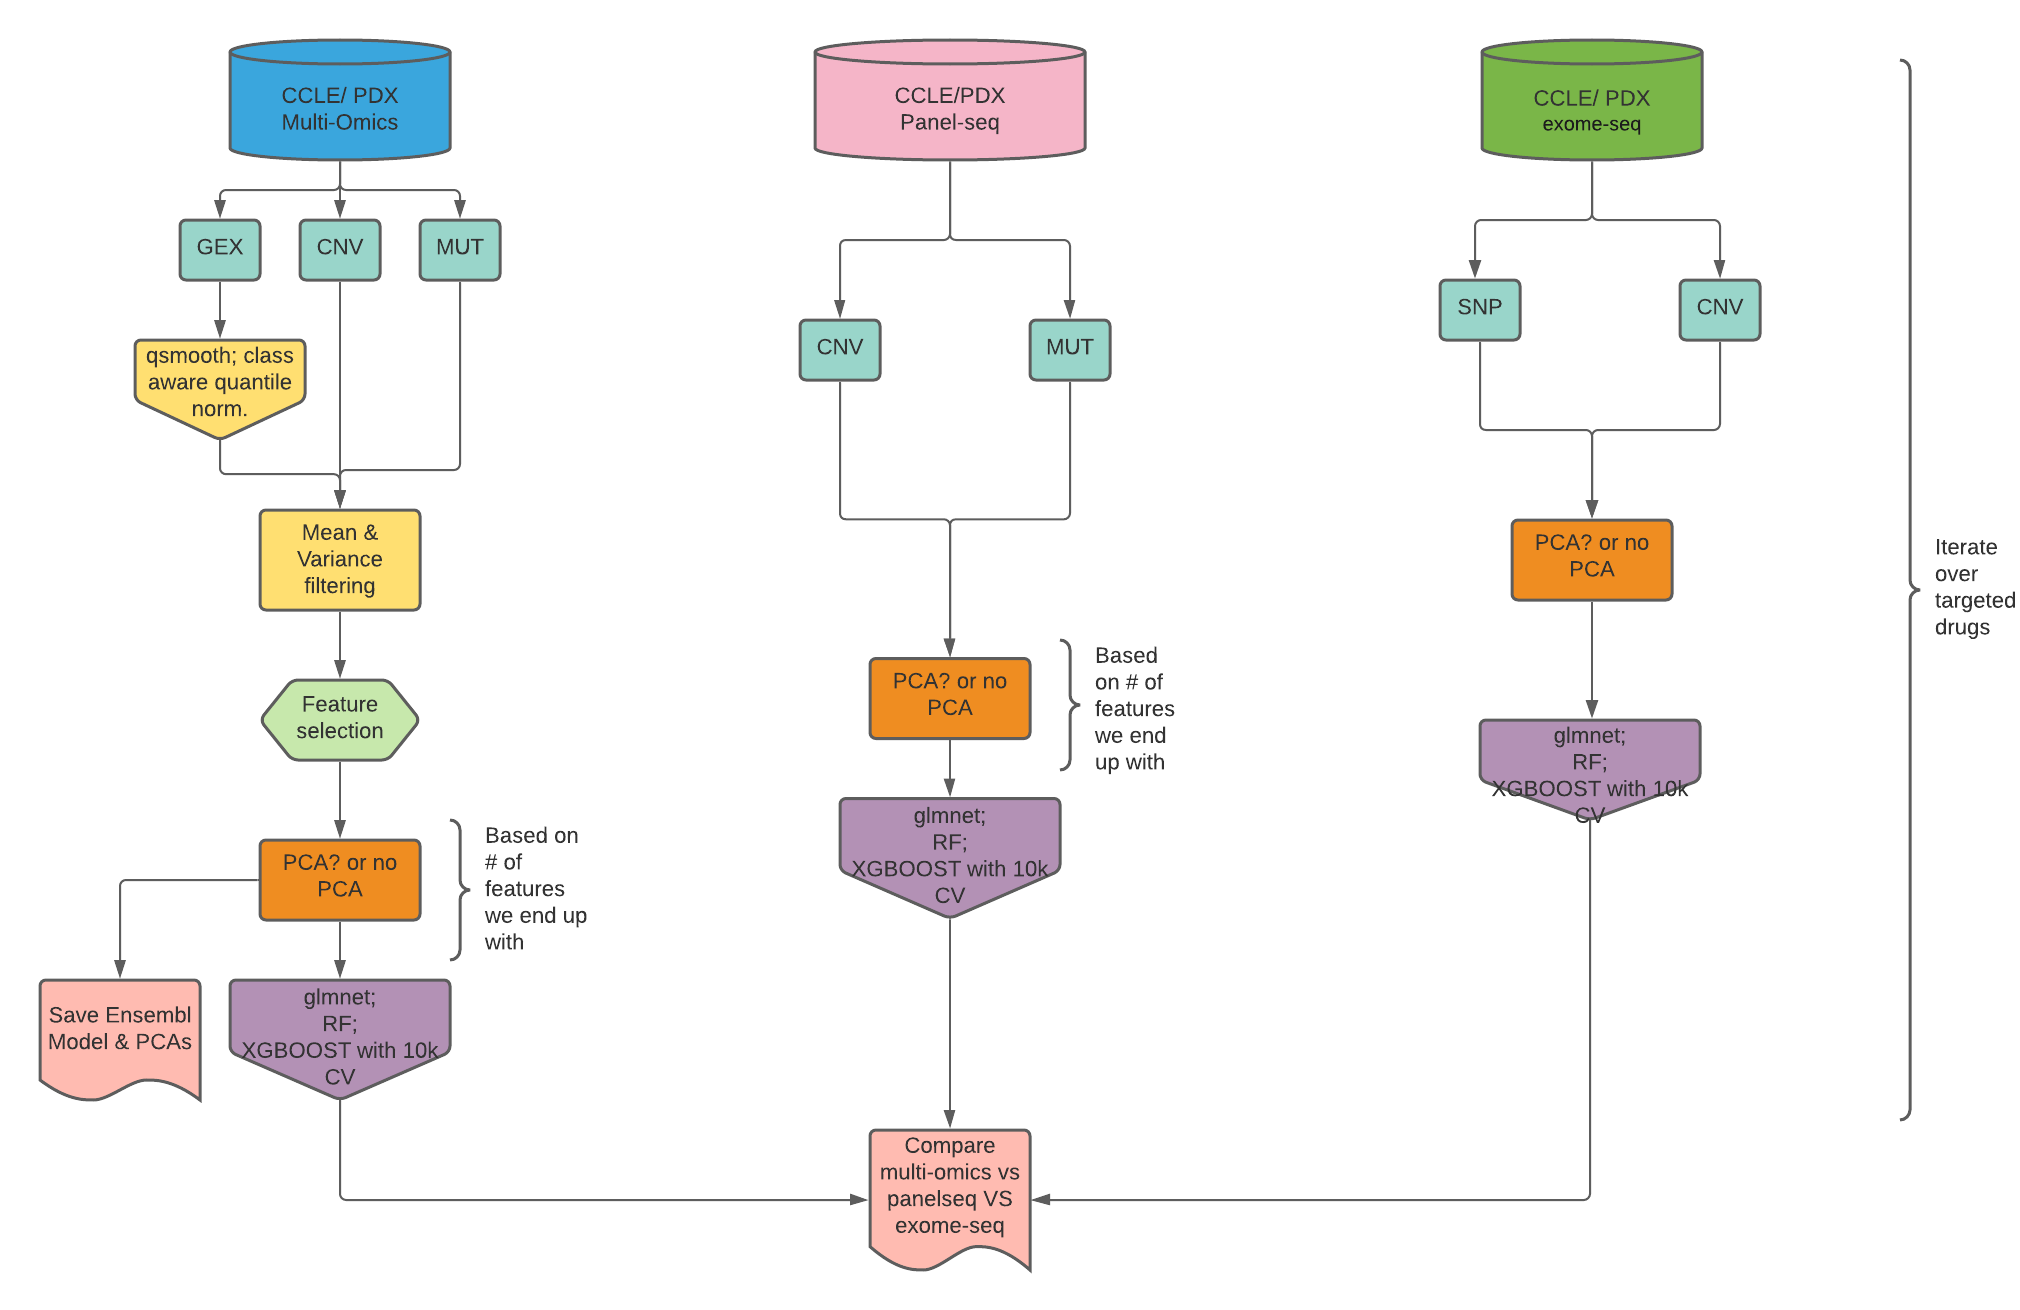 CCLE/ PDX
Multi-Omics
CCLE/PDX
Panel-seq
CCLE/ PDX
exome-seq
GEX
CNV
MUT
SNP
CNV
CNV
MUT
qsmooth; class
aware quantile
norm.
Mean &
Variance
filtering
PCA? or no
PCA
Iterate
over
targeted
drugs
Feature
selection
PCA? or no
PCA
Based
on # of
features
we end
up with
glmnet;
RF;
XGBOOST with 10k
CV
glmnet;
RF;
XGBOOST with 10k
CV
PCA? or no
PCA
Based on
# of
features
we end up
with
Save Ensembl
Model & PCAs
glmnet;
RF;
XGBOOST with 10k
CV
Compare
multi-omics vs
panelseq VS
exome-seq